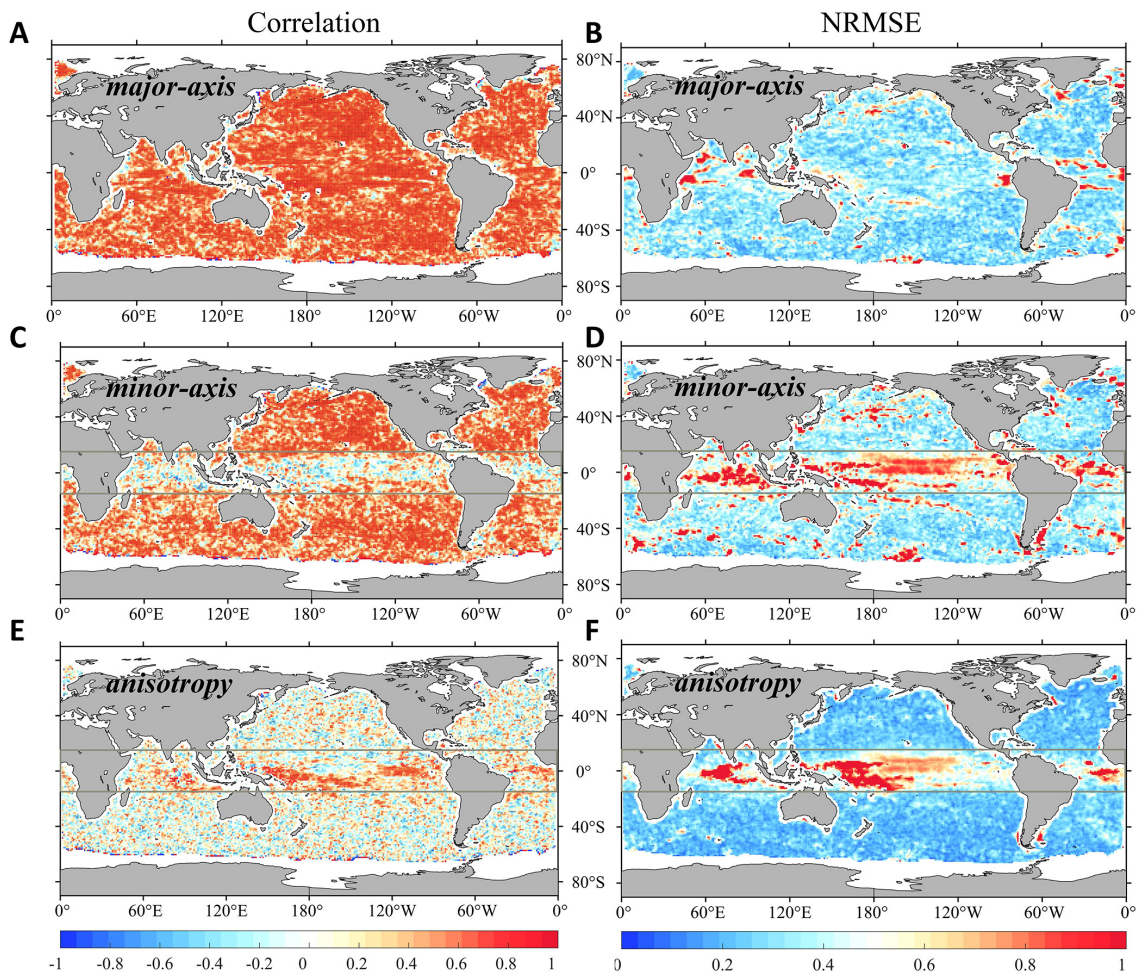 Correlation NRMSE
A B
major-axis major-axis
80°N
40°N
0°
40°S
80°S
0° 60°E 120°E 180° 120°W 60°W 0° 0° 60°E 120°E 180° 120°W 60°W 0°
C D
minor-axis minor-axis
80°N
40°N
0°
40°S
80°S
0° 60°E 120°E 180° 120°W 60°W 0° 0° 60°E 120°E 180° 120°W 60°W 0°
E F
anisotropy anisotropy
80°N
40°N
0°
40°S
80°S
0° 60°E 120°E 180° 120°W 60°W 0° 0° 60°E 120°E 180° 120°W 60°W 0°
-1 -0.8 -0.6 -0.4 -0.2 0 0.2 0.4 0.6 0.8 1 0 0.2 0.4 0.6 0.8 1